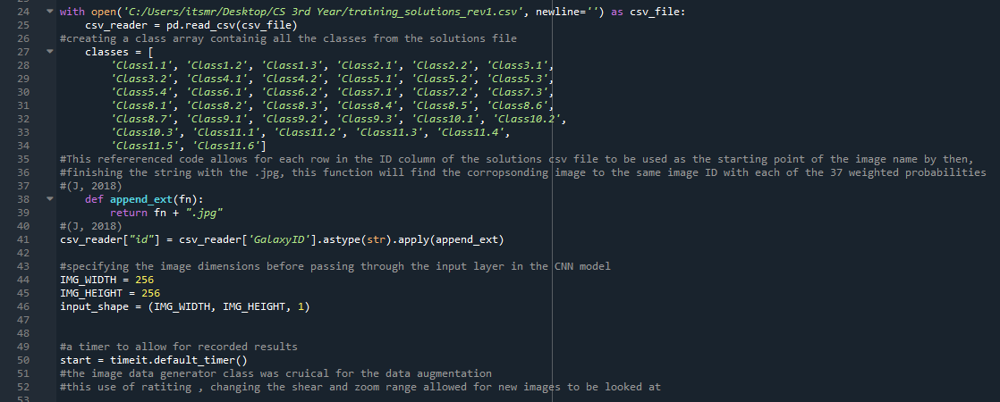 24 with open('C:/Users/itsmr/Desktop/CS 3rd Year/training_solutions_rev1.csv', newline='') as csv_file:
25     csv_reader = pd.read_csv(csv_file)
26 #creating a class array containig all the classes from the solutions file
27     classes = [
28         'Class1.1', 'Class1.2', 'Class1.3', 'Class2.1', 'Class2.2', 'Class3.1',
29         'Class3.2', 'Class4.1', 'Class4.2', 'Class5.1', 'Class5.2', 'Class5.3',
30         'Class5.4', 'Class6.1', 'Class6.2', 'Class7.1', 'Class7.2', 'Class7.3',
31         'Class8.1', 'Class8.2', 'Class8.3', 'Class8.4', 'Class8.5', 'Class8.6',
32         'Class8.7', 'Class9.1', 'Class9.2', 'Class9.3', 'Class10.1', 'Class10.2',
33         'Class10.3', 'Class11.1', 'Class11.2', 'Class11.3', 'Class11.4',
34         'Class11.5', 'Class11.6']
35 #This refererenced code allows for each row in the ID column of the solutions csv file to be used as the starting point of the image name by then,
36 #finishing the string with the .jpg, this function will find the corropsonding image to the same image ID with each of the 37 weighted probabilities
37 #(J, 2018)
38     def append_ext(fn):
39         return fn + ".jpg"
40 #(J, 2018)
41 csv_reader["id"] = csv_reader['GalaxyID'].astype(str).apply(append_ext)
42
43 #specifying the image dimensions before passing through the input layer in the CNN model
44 IMG_WIDTH = 256
45 IMG_HEIGHT = 256
46 input_shape = (IMG_WIDTH, IMG_HEIGHT, 1)
47
48
49 #a timer to allow for recorded results
50 start = timeit.default_timer()
51 #the image data generator class was cruical for the data augmentation
52 #this use of ratiting , changing the shear and zoom range allowed for new images to be looked at
53